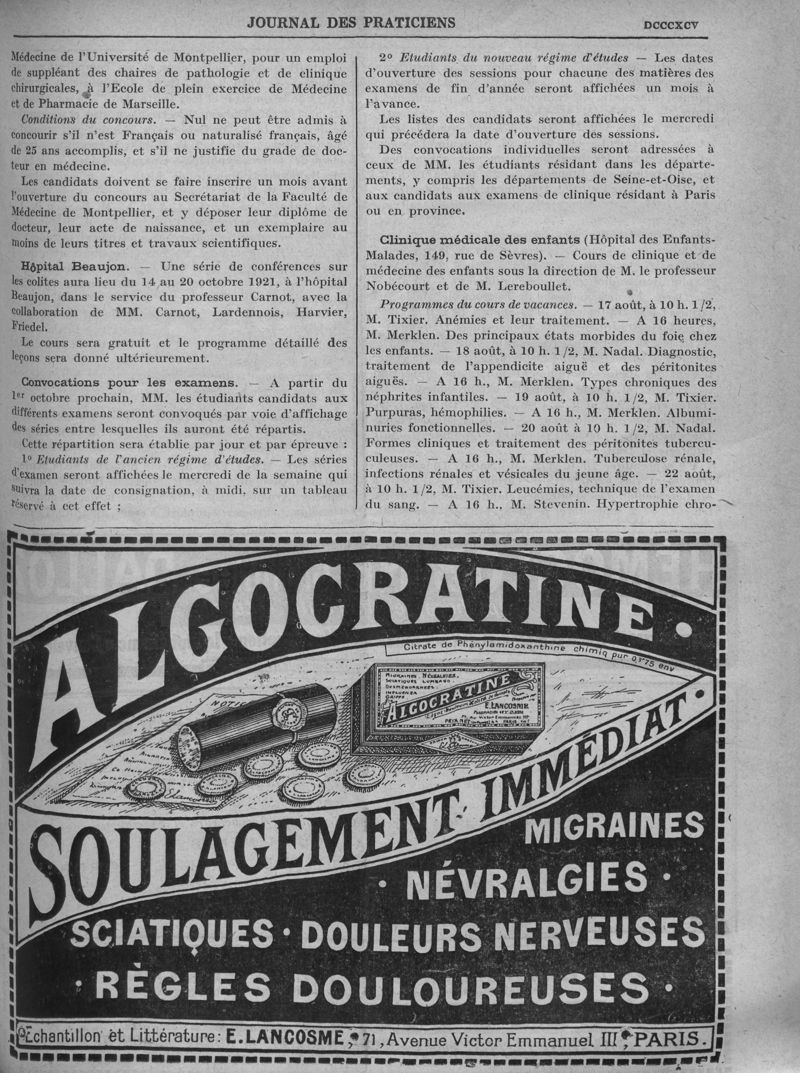 JOURNAL DES PRATICIENS
DCCCXCV
Médecine de l'Université de Montpellier, pour un emploi
de suppléant des chaires de pathologie et de clinique
chirurgicales, à l'Ecole de plein exercice de Médecine
et de Pharmacie de Marseille.
Conditions du concours. — Nul ne peut être admis à
concourir s'il n'est Français ou naturalisé français, âgé
de 25 ans accomplis, et s'il ne justifie du grade de doc-
teur en médecine.
Les candidats doivent se faire inscrire un mois avant
l'ouverture du concours au Secrétariat de la Faculté de
Médecine de Montpellier, et y déposer leur diplôme de
docteur, leur acte de naissance, et un exemplaire au
moins de leurs titres et travaux scientifiques.
Hôpital Beaujon. — Une série de conférences sur
les colites aura lieu du 14 au 20 octobre 1921, à l'hôpital
Beaujon, dans le service du professeur Carnot, avec la
collaboration de MM. Carnot, Lardennois, Harvier,
Friedel.
Le cours sera gratuit et le programme détaillé des
leçons sera donné ultérieurement.
Convocations pour les examens. — A partir du
1er octobre prochain, MM. les étudiants candidats aux
différents examens seront convoqués par voie d'affichage
des séries entre lesquelles ils auront été répartis.
Cette répartition sera établie par jour et par épreuve :
1º Etudiants de l'ancien régime d'études. — Les séries
d'examen seront affichées le mercredi de la semaine qui
suivra la date de consignation, à midi, sur un tableau
réservé à cet effet ;
2º Etudiants du nouveau régime d'études — Les dates
d'ouverture des sessions pour chacune des matières des
examens de fin d'année seront affichées un mois à
l'avance.
Les listes des candidats seront affichées le mercredi
qui précédera la date d'ouverture des sessions.
Des convocations individuelles seront adressées à
ceux de MM. les étudiants résidant dans les départe-
ments, y compris les départements de Seine-et-Oise, et
aux candidats aux examens de clinique résidant à Paris
ou en province.
Clinique médicale des enfants (Hôpital des Enfants-
Malades, 149, rue de Sèvres). — Cours de clinique et de
médecine des enfants sous la direction de M. le professeur
Nobécourt et de M. Lereboullet.
Programmes du cours de vacances. — 17 août, à 10 h. 1/2,
M. Tixier. Anémies et leur traitement. — A 16 heures,
M. Merklen. Des principaux états morbides du foie chez
les enfants. — 18 août, à 10 h. 1/2, M. Nadal. Diagnostic,
traitement de l'appendicite aiguë et des péritonites
aiguës. — A 16 h., M. Merklen. Types chroniques des
néphrites infantiles. — 19 août, à 10 h. 1/2, M. Tixier.
Purpuras, hémophilies. — A 16 h., M. Merklen. Albumi-
nuries fonctionnelles. — 20 août à 10 h. 1/2, M. Nadal.
Formes cliniques et traitement des péritonites tubercu-
culeuses. — A 16 h., M. Merklen. Tuberculose rénale,
infections rénales et vésicales du jeune âge. — 22 août,
à 10 h. 1/2, M. Tixier. Leucémies, technique de l'examen
du sang. — A 16 h., M. Stevenin. Hypertrophie chro-
ALGOCRATINE
Citrate de Phénylamidoxanthine chimiq pur 0,gr75 env
NOTICE
MIGRAINES NÉVRALGIES
SCIATIQUES LUMBAGO
INFLUENZA
GRIPPE
ALGOCRATINE
E. LANCOSME
SOULAGEMENT IMMÉDIAT
MIGRAINES
· NÉVRALGIES ·
SCIATIQUES · DOULEURS NERVEUSES
· RÈGLES DOULOUREUSES ·
Echantillon et Littérature: E. LANCOSME, 71, Avenue Victor Emmanuel III, PARIS.